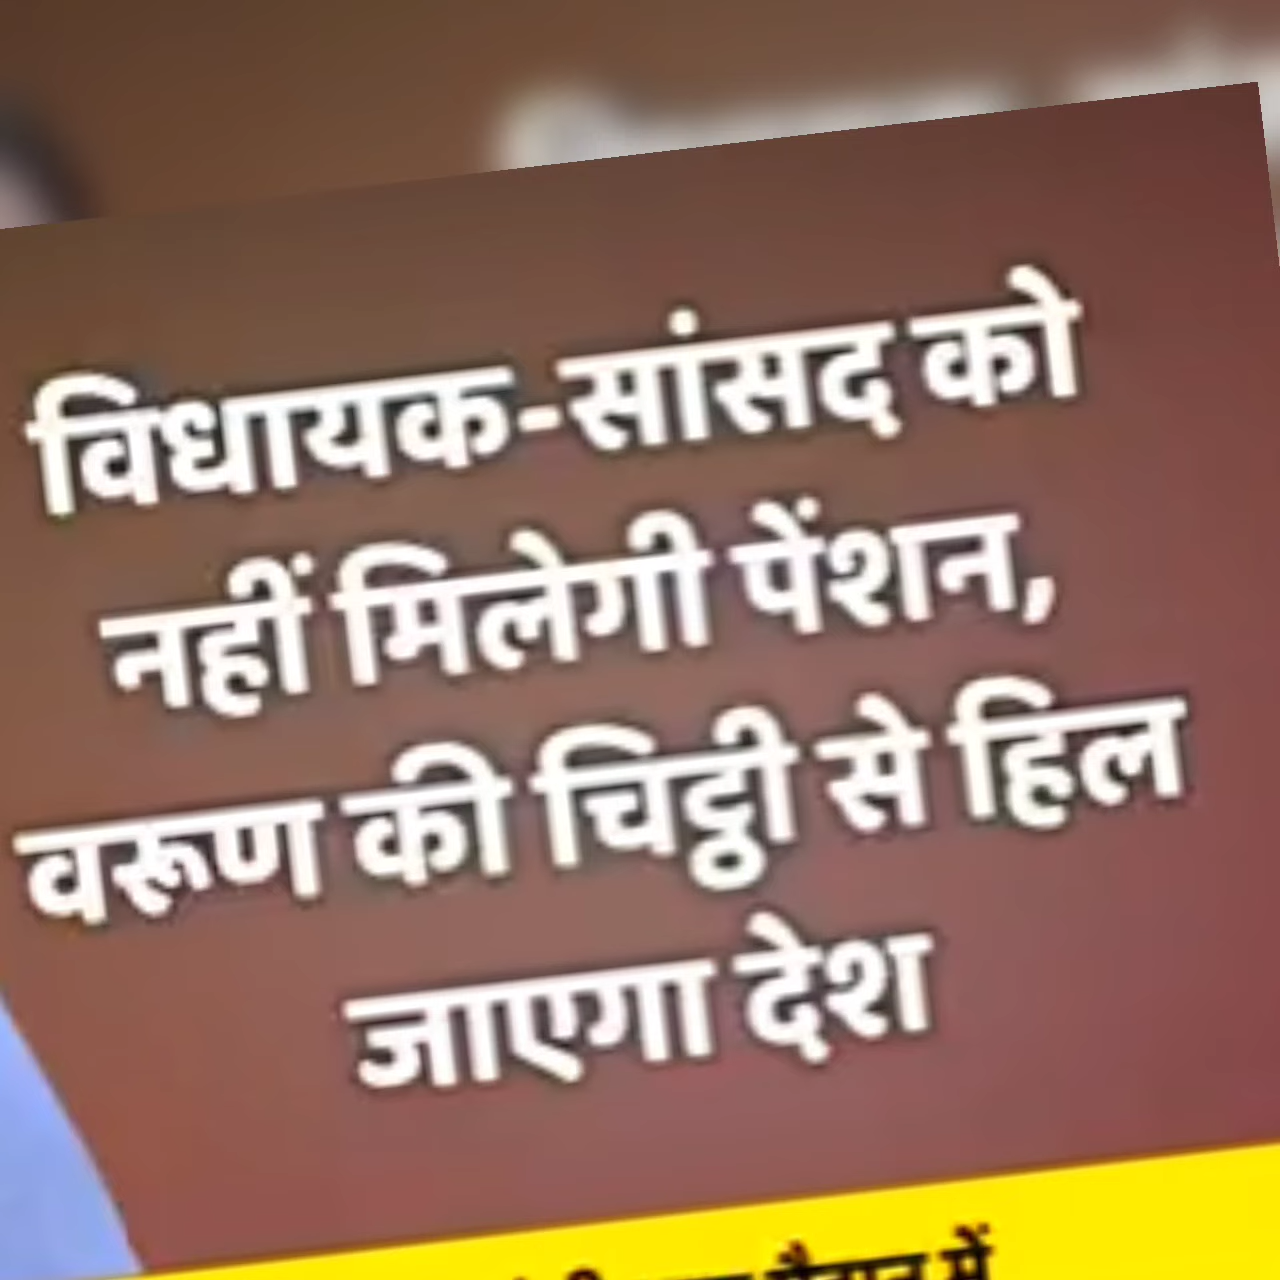 विधायक-सांसद को
नहीं मिलेगी पेंशन,
वरूण की चिट्ठी से हिल
जाएगा देश
में